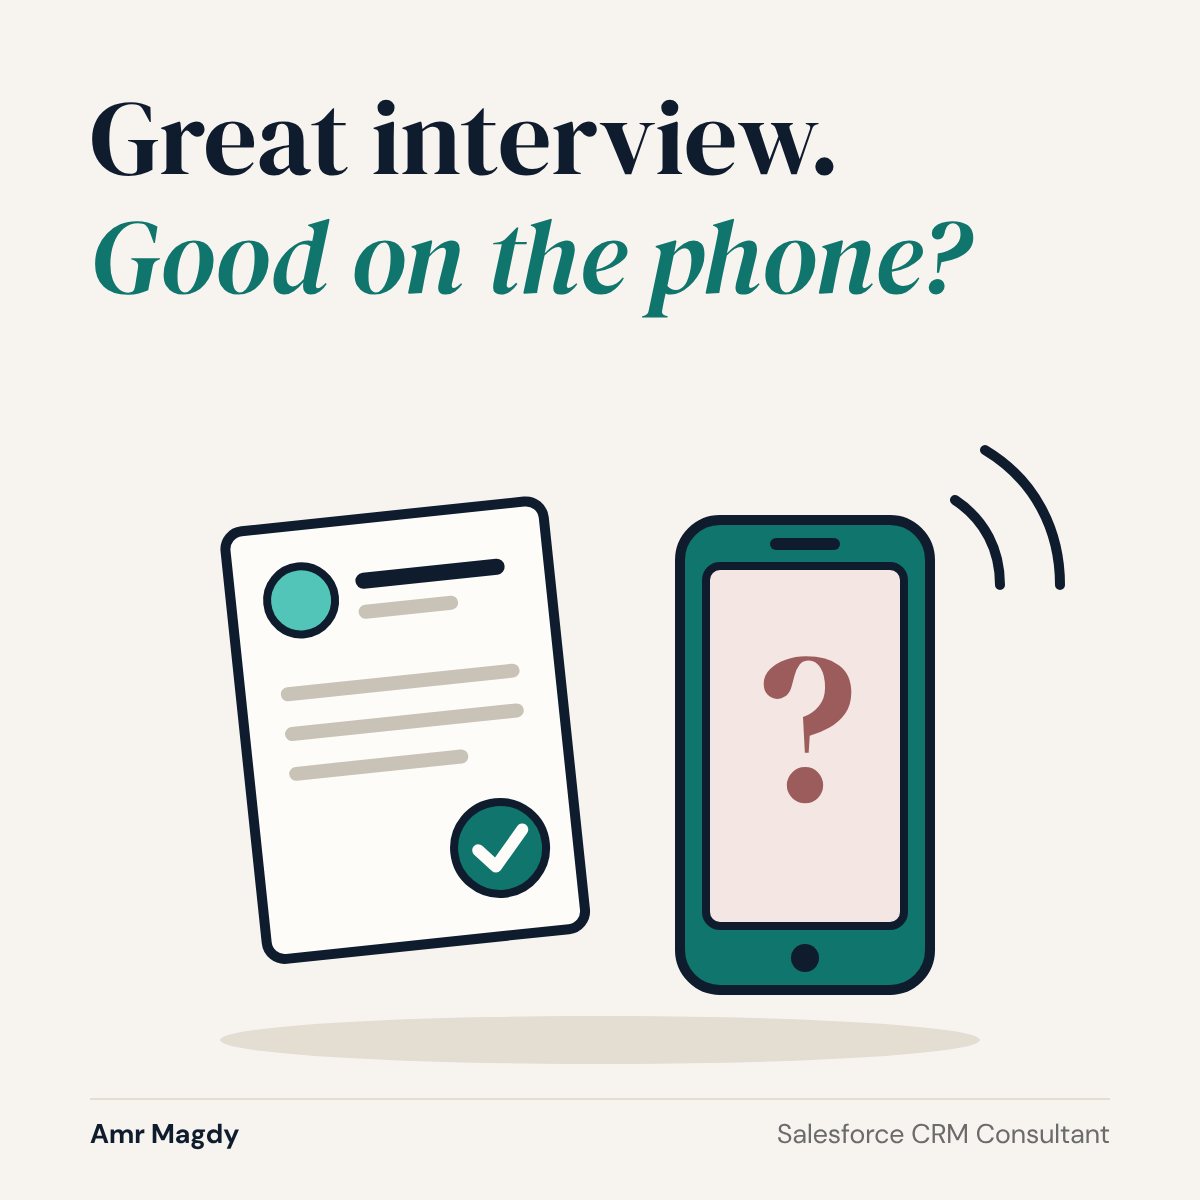 Great interview.
Good on the phone?
?
Amr Magdy
Salesforce CRM Consultant